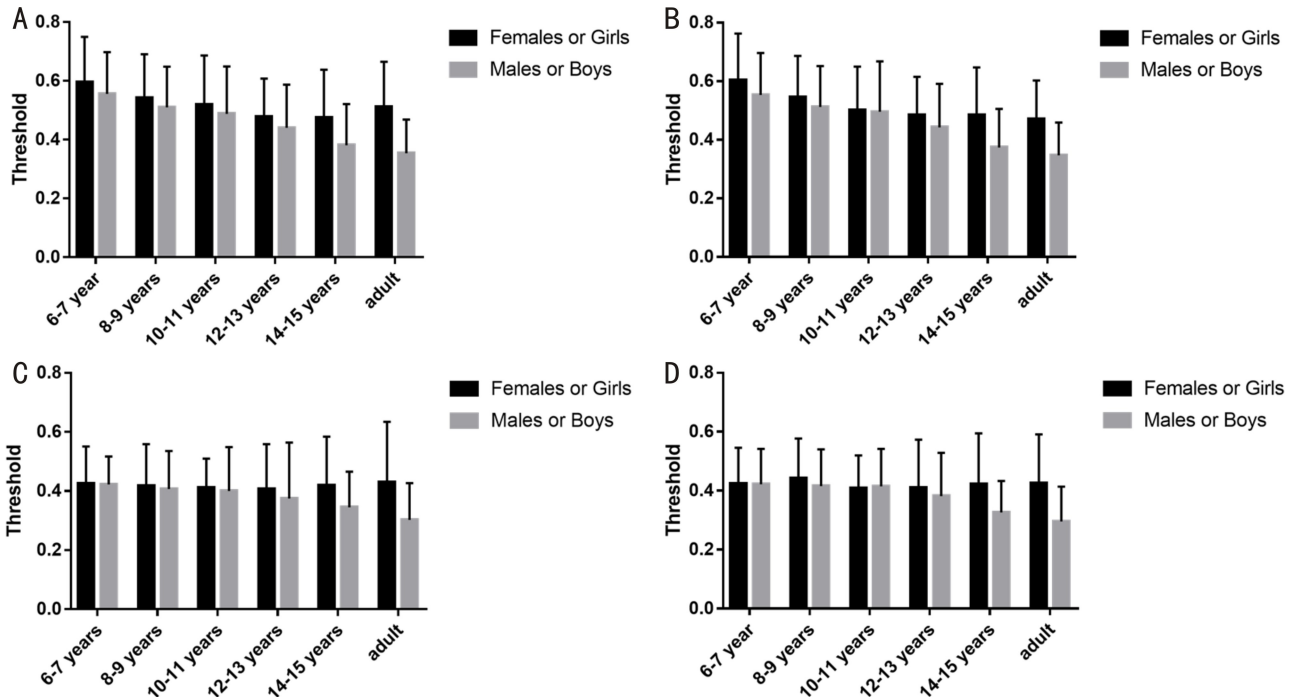 A
0.8
0.6
0.4
0.2
0.0
Threshold
6-7 year
8-9 years
10-11 years
12-13 years
14-15 years
adult
Females or Girls
Males or Boys
B
0.8
0.6
0.4
0.2
0.0
Threshold
6-7 year
8-9 years
10-11 years
12-13 years
14-15 years
adult
Females or Girls
Males or Boys
C
0.8
0.6
0.4
0.2
0.0
Threshold
6-7 years
8-9 years
10-11 years
12-13 years
14-15 years
adult
Females or Girls
Males or Boys
D
0.8
0.6
0.4
0.2
0.0
Threshold
6-7 year
8-9 years
10-11 years
12-13 years
14-15 years
adult
Females or Girls
Males or Boys